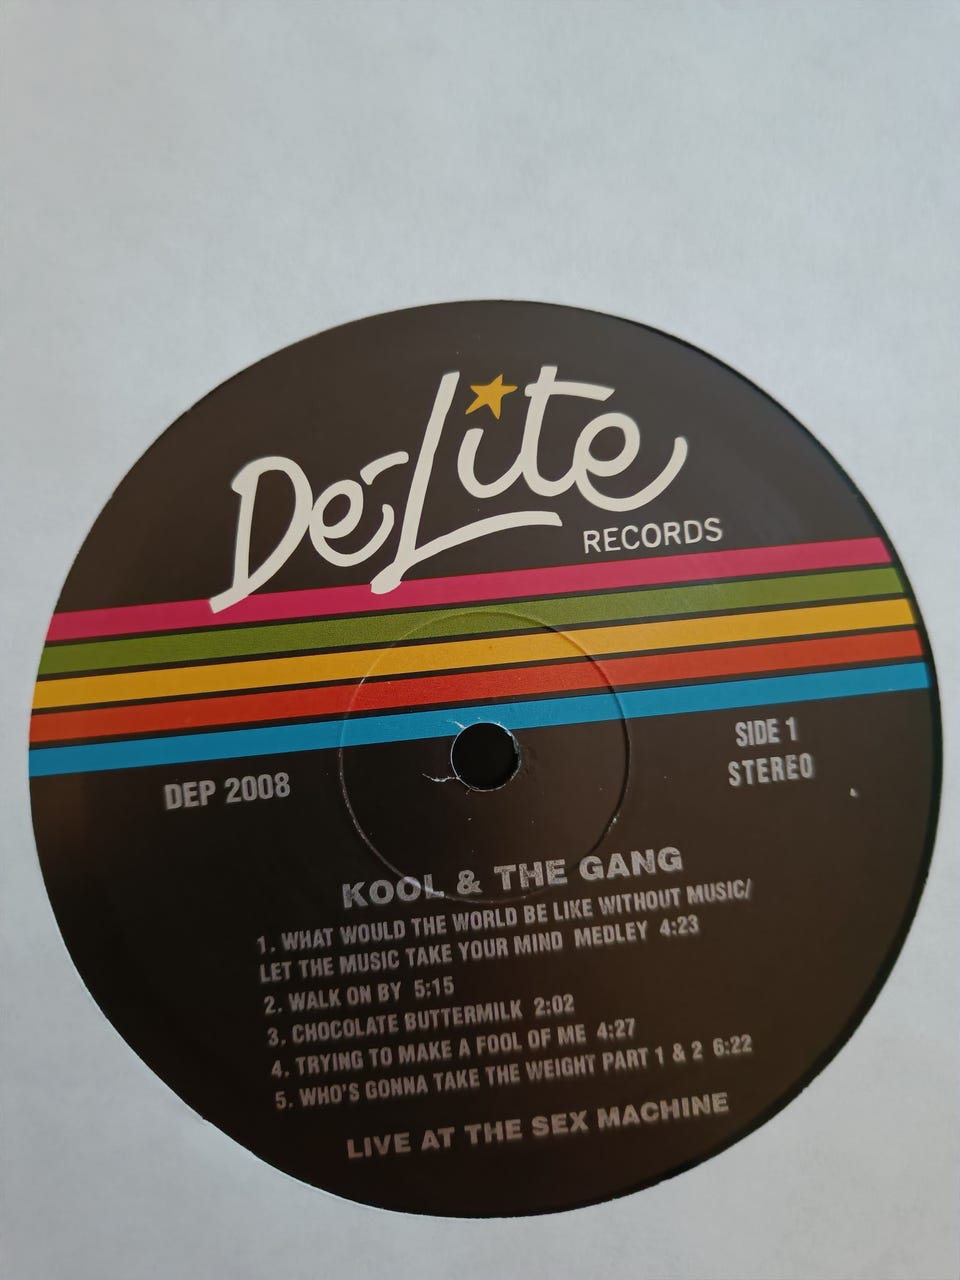 De-Lite
RECORDS
SIDE 1
DEP 2008
STEREO
KOOL & THE GANG
1. WHAT WOULD THE WORLD BE LIKE WITHOUT MUSIC/
LET THE MUSIC TAKE YOUR MIND MEDLEY 4:23
2. WALK ON BY 5:15
3. CHOCOLATE BUTTERMILK 2:02
4. TRYING TO MAKE A FOOL OF ME 4:27
5. WHO'S GONNA TAKE THE WEIGHT PART 1 & 2 6:22
LIVE AT THE SEX MACHINE